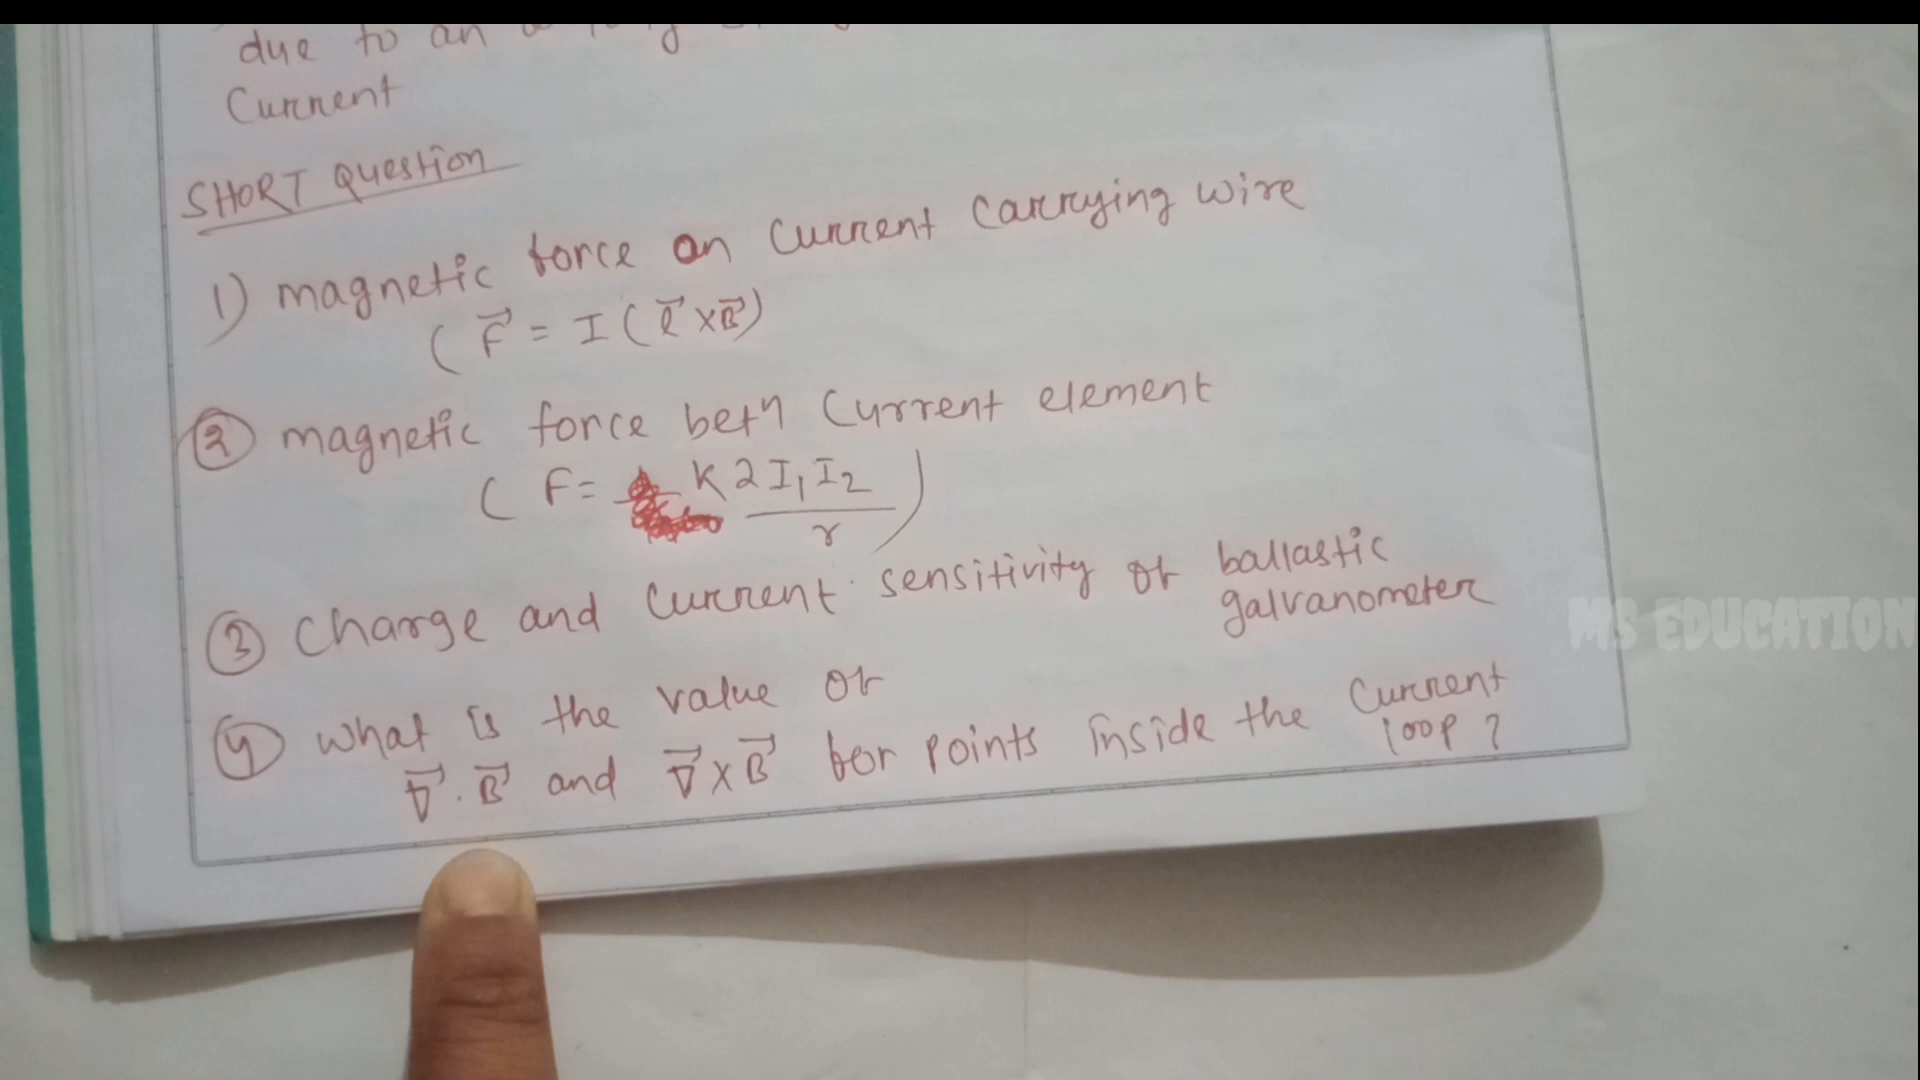 due to an
Current
SHORT Question
1) magnetic force on current carrying wire
( F⃗ = I ( l⃗ × B⃗ )
② magnetic force betn current element
( F = K 2 I₁ I₂ / r )
③ charge and current sensitivity of ballastic
galvanometer
④ what is the value of
∇⃗ . B⃗ and ∇⃗ × B⃗ for points inside the current
loop ?
MS EDUCATION